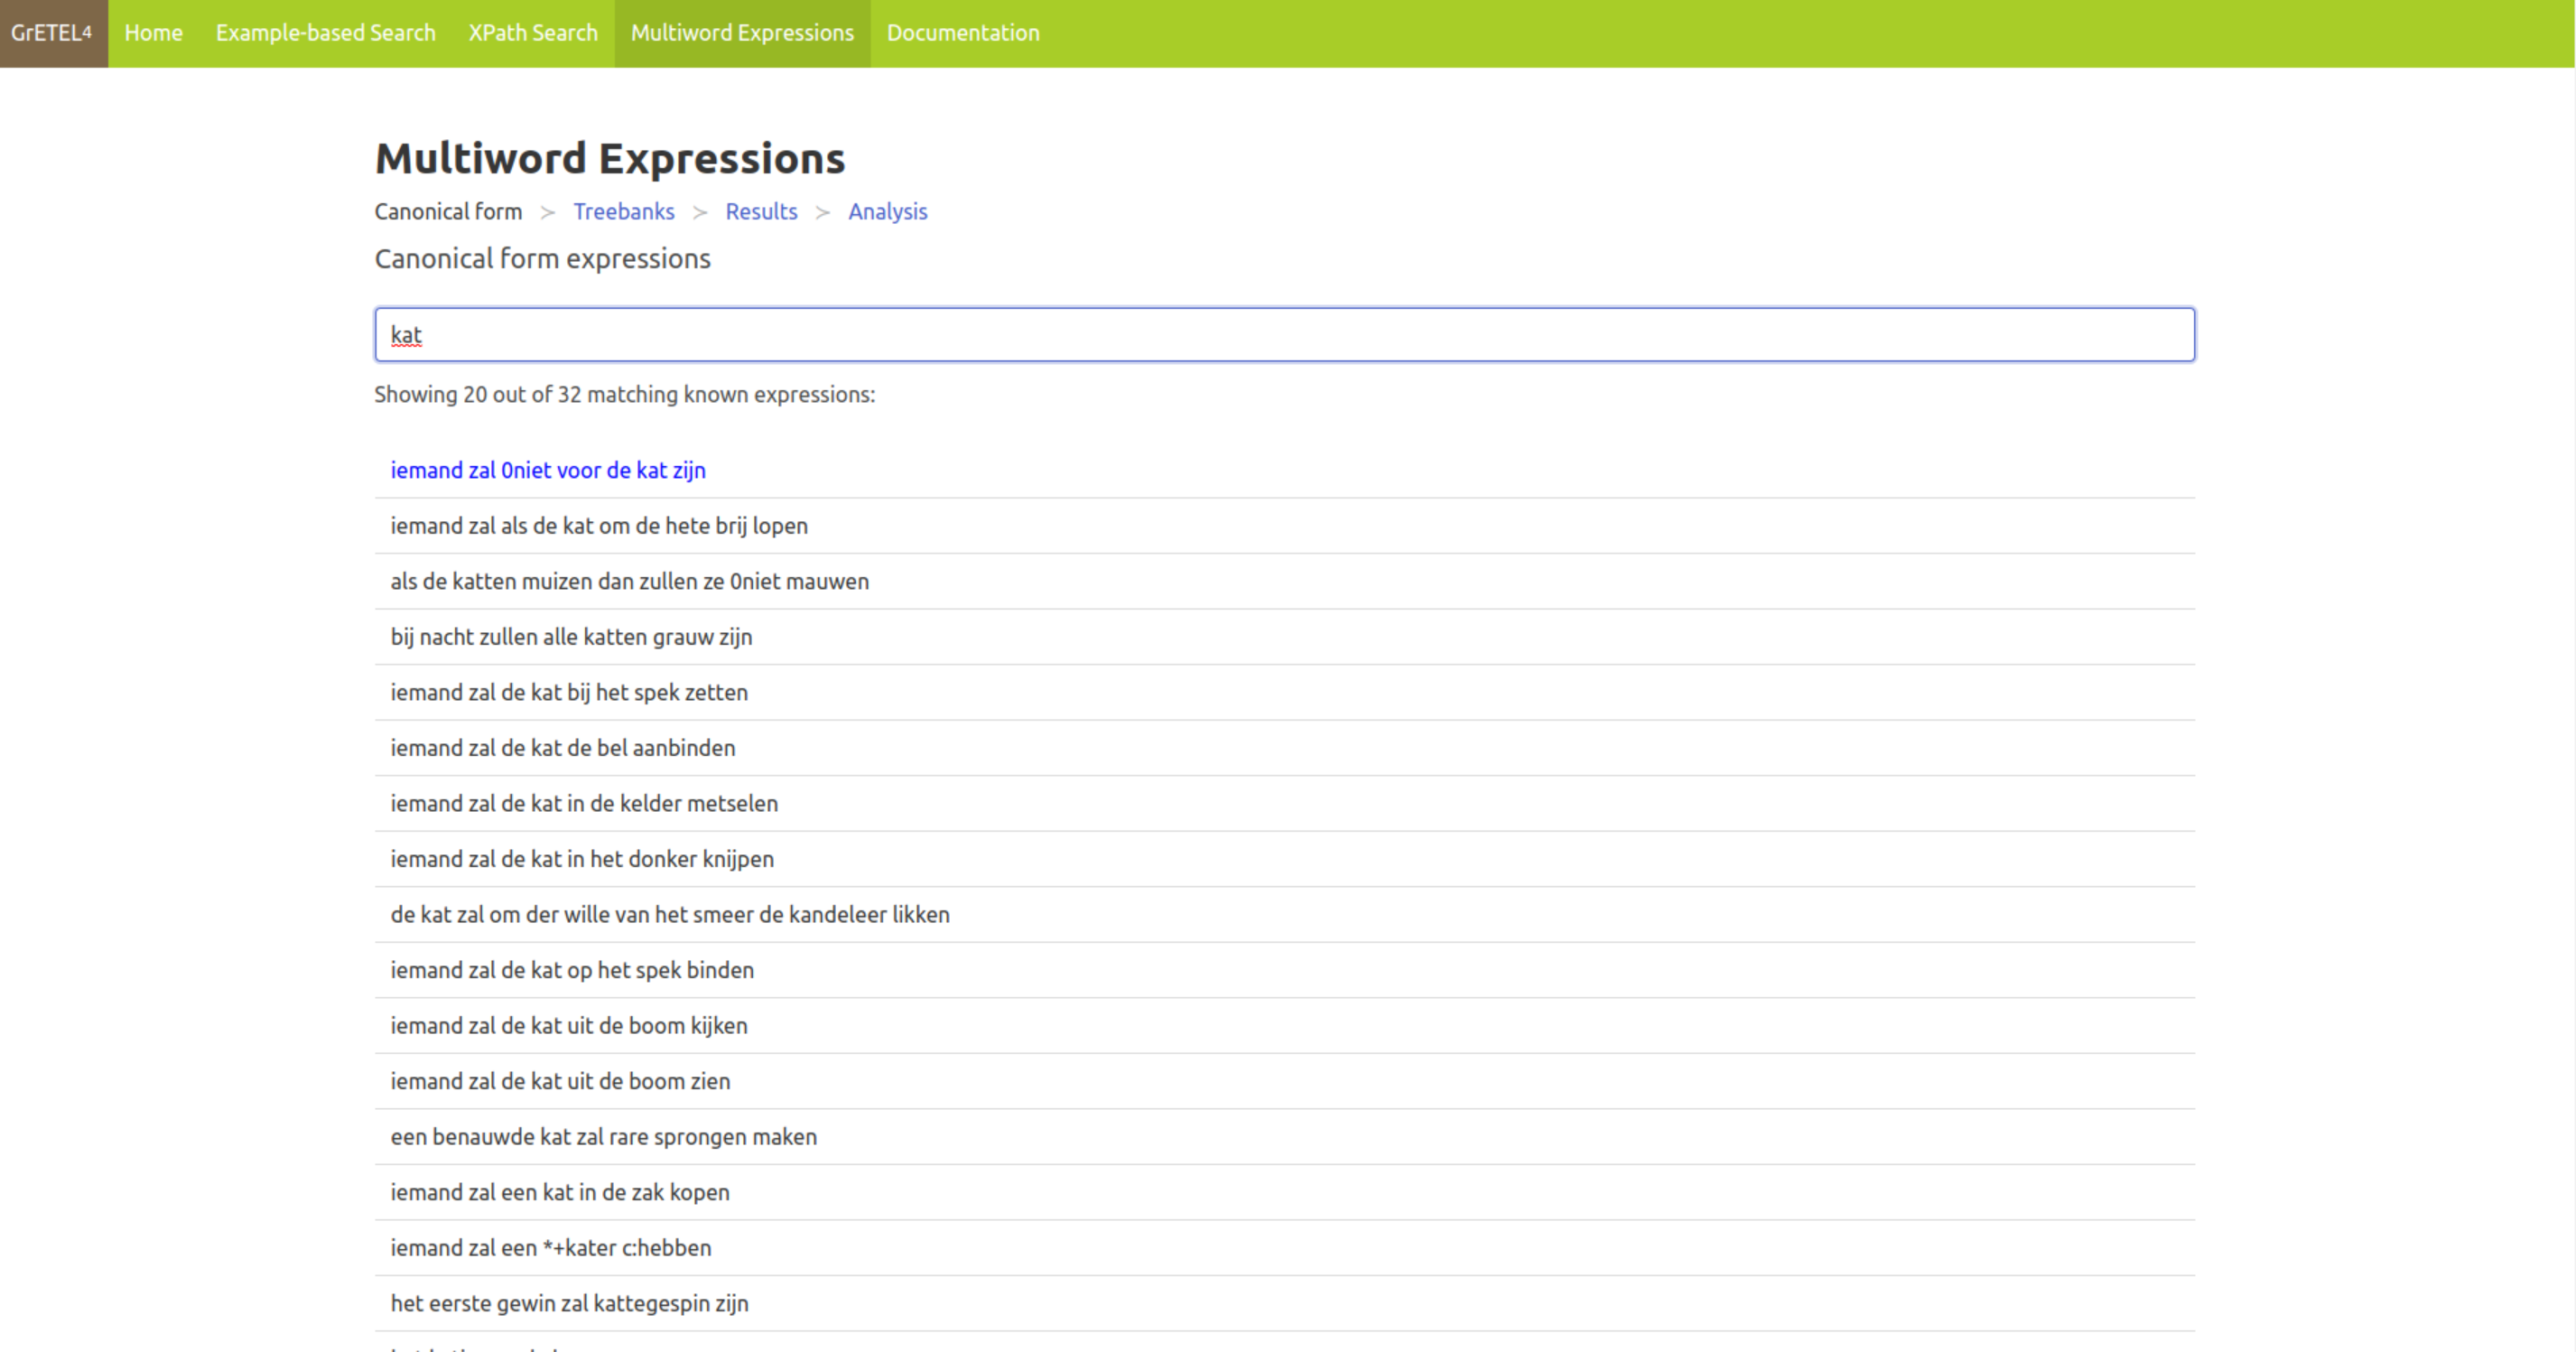 GrETEL4 Home Example-based Search XPath Search Multiword Expressions Documentation
Multiword Expressions
Canonical form > Treebanks > Results > Analysis
Canonical form expressions
kat
Showing 20 out of 32 matching known expressions:
iemand zal 0niet voor de kat zijn
iemand zal als de kat om de hete brij lopen
als de katten muizen dan zullen ze 0niet mauwen
bij nacht zullen alle katten grauw zijn
iemand zal de kat bij het spek zetten
iemand zal de kat de bel aanbinden
iemand zal de kat in de kelder metselen
iemand zal de kat in het donker knijpen
de kat zal om der wille van het smeer de kandeleer likken
iemand zal de kat op het spek binden
iemand zal de kat uit de boom kijken
iemand zal de kat uit de boom zien
een benauwde kat zal rare sprongen maken
iemand zal een kat in de zak kopen
iemand zal een *+kater c:hebben
het eerste gewin zal kattegespin zijn